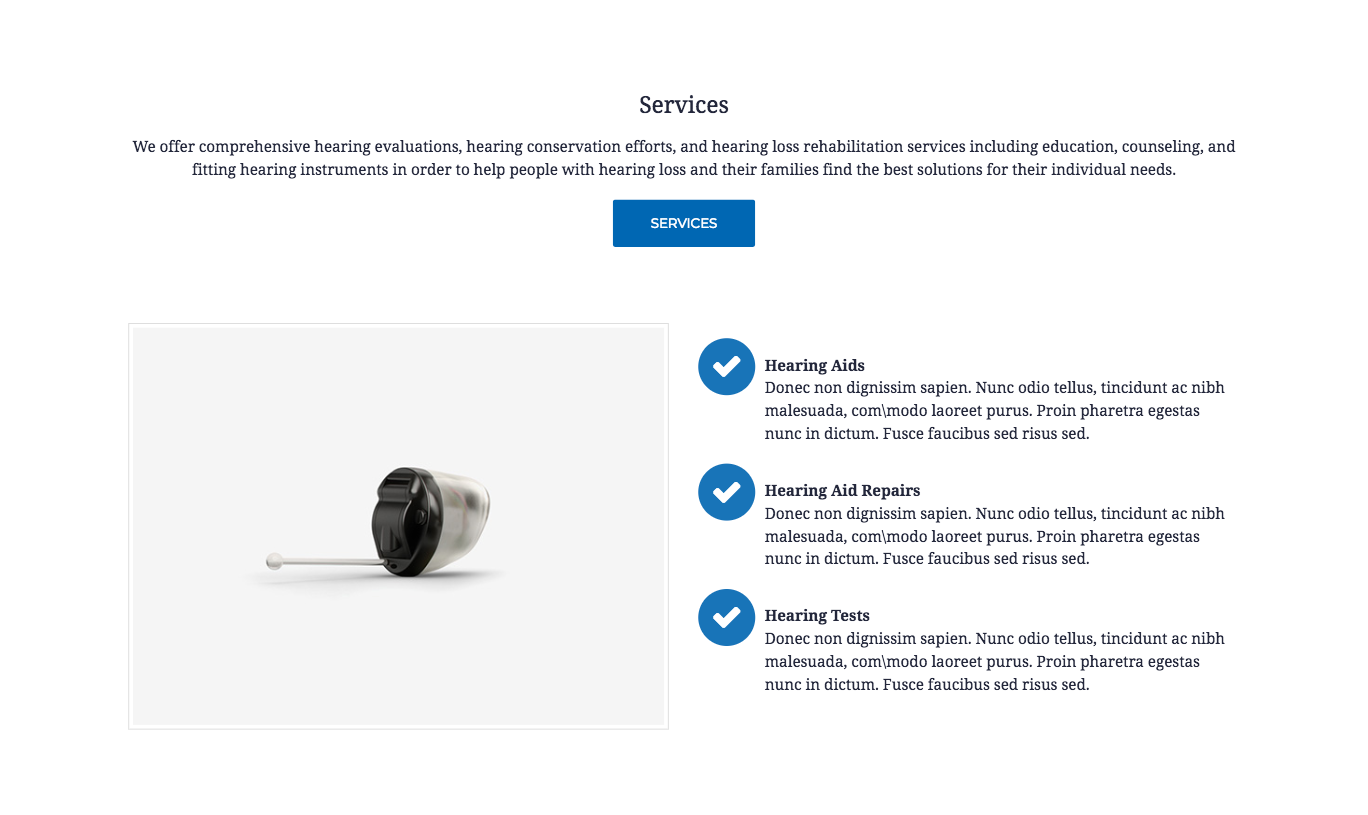 Services
We offer comprehensive hearing evaluations, hearing conservation efforts, and hearing loss rehabilitation services including education, counseling, and
fitting hearing instruments in order to help people with hearing loss and their families find the best solutions for their individual needs.
SERVICES
Hearing Aids
Donec non dignissim sapien. Nunc odio tellus, tincidunt ac nibh
malesuada, com\modo laoreet purus. Proin pharetra egestas
nunc in dictum. Fusce faucibus sed risus sed.
Hearing Aid Repairs
Donec non dignissim sapien. Nunc odio tellus, tincidunt ac nibh
malesuada, com\modo laoreet purus. Proin pharetra egestas
nunc in dictum. Fusce faucibus sed risus sed.
Hearing Tests
Donec non dignissim sapien. Nunc odio tellus, tincidunt ac nibh
malesuada, com\modo laoreet purus. Proin pharetra egestas
nunc in dictum. Fusce faucibus sed risus sed.